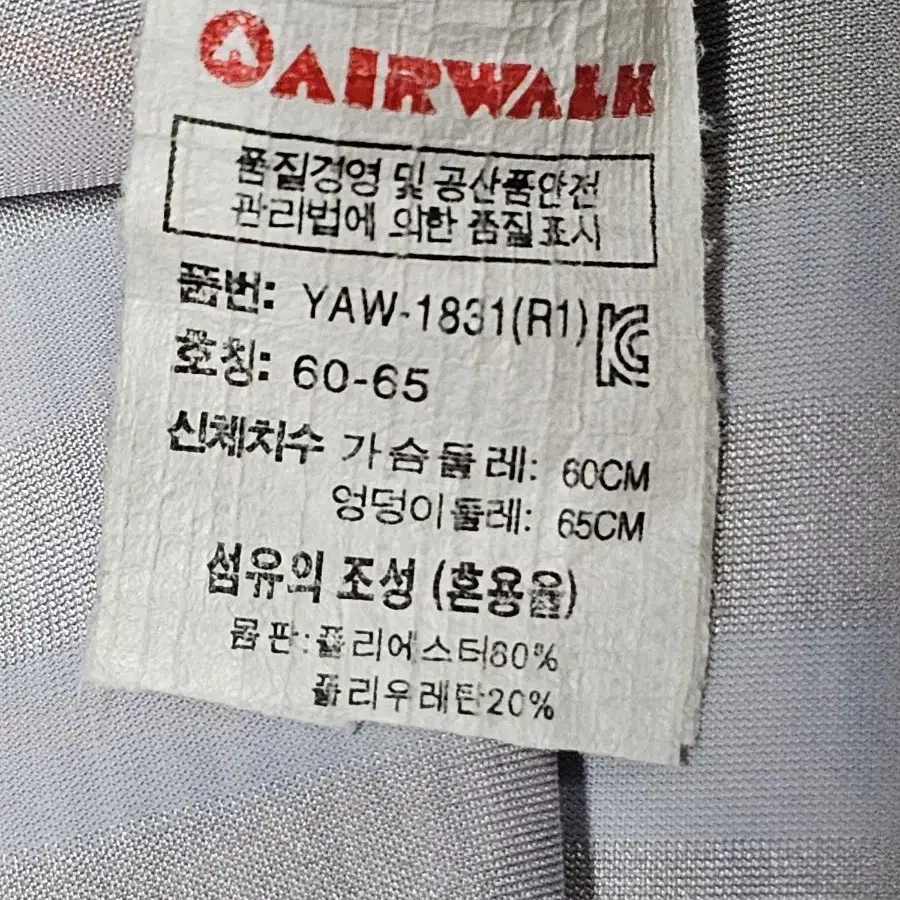 AIRWALK
품질경영 및 공산품안전
관리법에 의한 품질표시
품번: YAW-1831(R1)
호칭: 60-65
신체치수 가슴둘레: 60CM
엉덩이둘레: 65CM
섬유의 조성 (혼용율)
몸판:폴리에스터80%
폴리우레탄20%